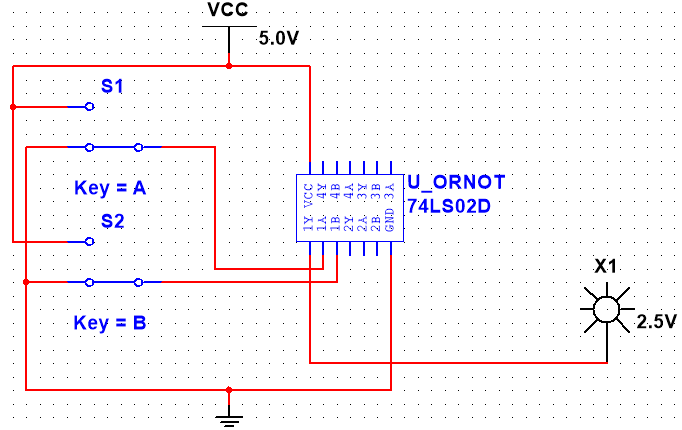 VCC
5.0V
S1
Key = A
S2
Key = B
U_ORNOT
74LS02D
1Y VCC
1A 4Y
1B 4B
2Y 4A
2A 3Y
2B 3B
GND 3A
X1
2.5V